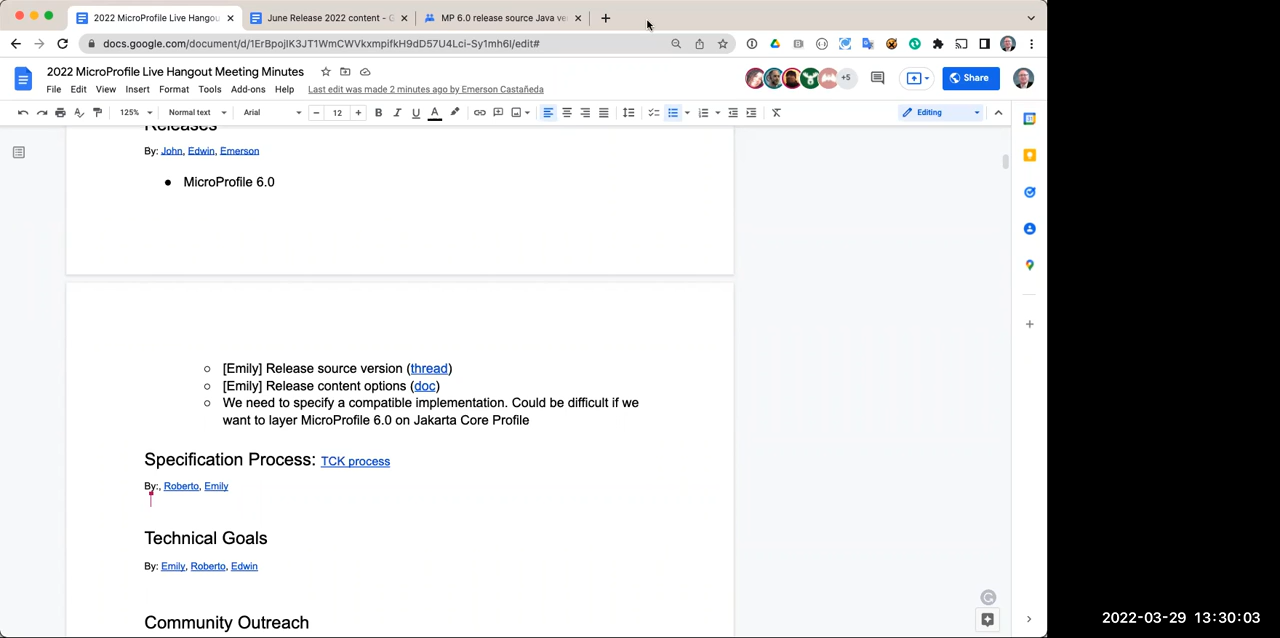 2022 MicroProfile Live Hangou
June Release 2022 content - G
MP 6.0 release source Java ve
docs.google.com/document/d/1ErBpojIK3JT1WmCWVkxmpifkH9dD57U4Lci-Sy1mh6I/edit#
2022 MicroProfile Live Hangout Meeting Minutes
File Edit View Insert Format Tools Add-ons Help Last edit was made 2 minutes ago by Emerson Castañeda
+5
Share
125% Normal text Arial 12 Editing
Releases
By: John, Edwin, Emerson
● MicroProfile 6.0
○ [Emily] Release source version (thread)
○ [Emily] Release content options (doc)
○ We need to specify a compatible implementation. Could be difficult if we
want to layer MicroProfile 6.0 on Jakarta Core Profile
Specification Process: TCK process
By:, Roberto, Emily
Technical Goals
By: Emily, Roberto, Edwin
Community Outreach
2022-03-29 13:30:03